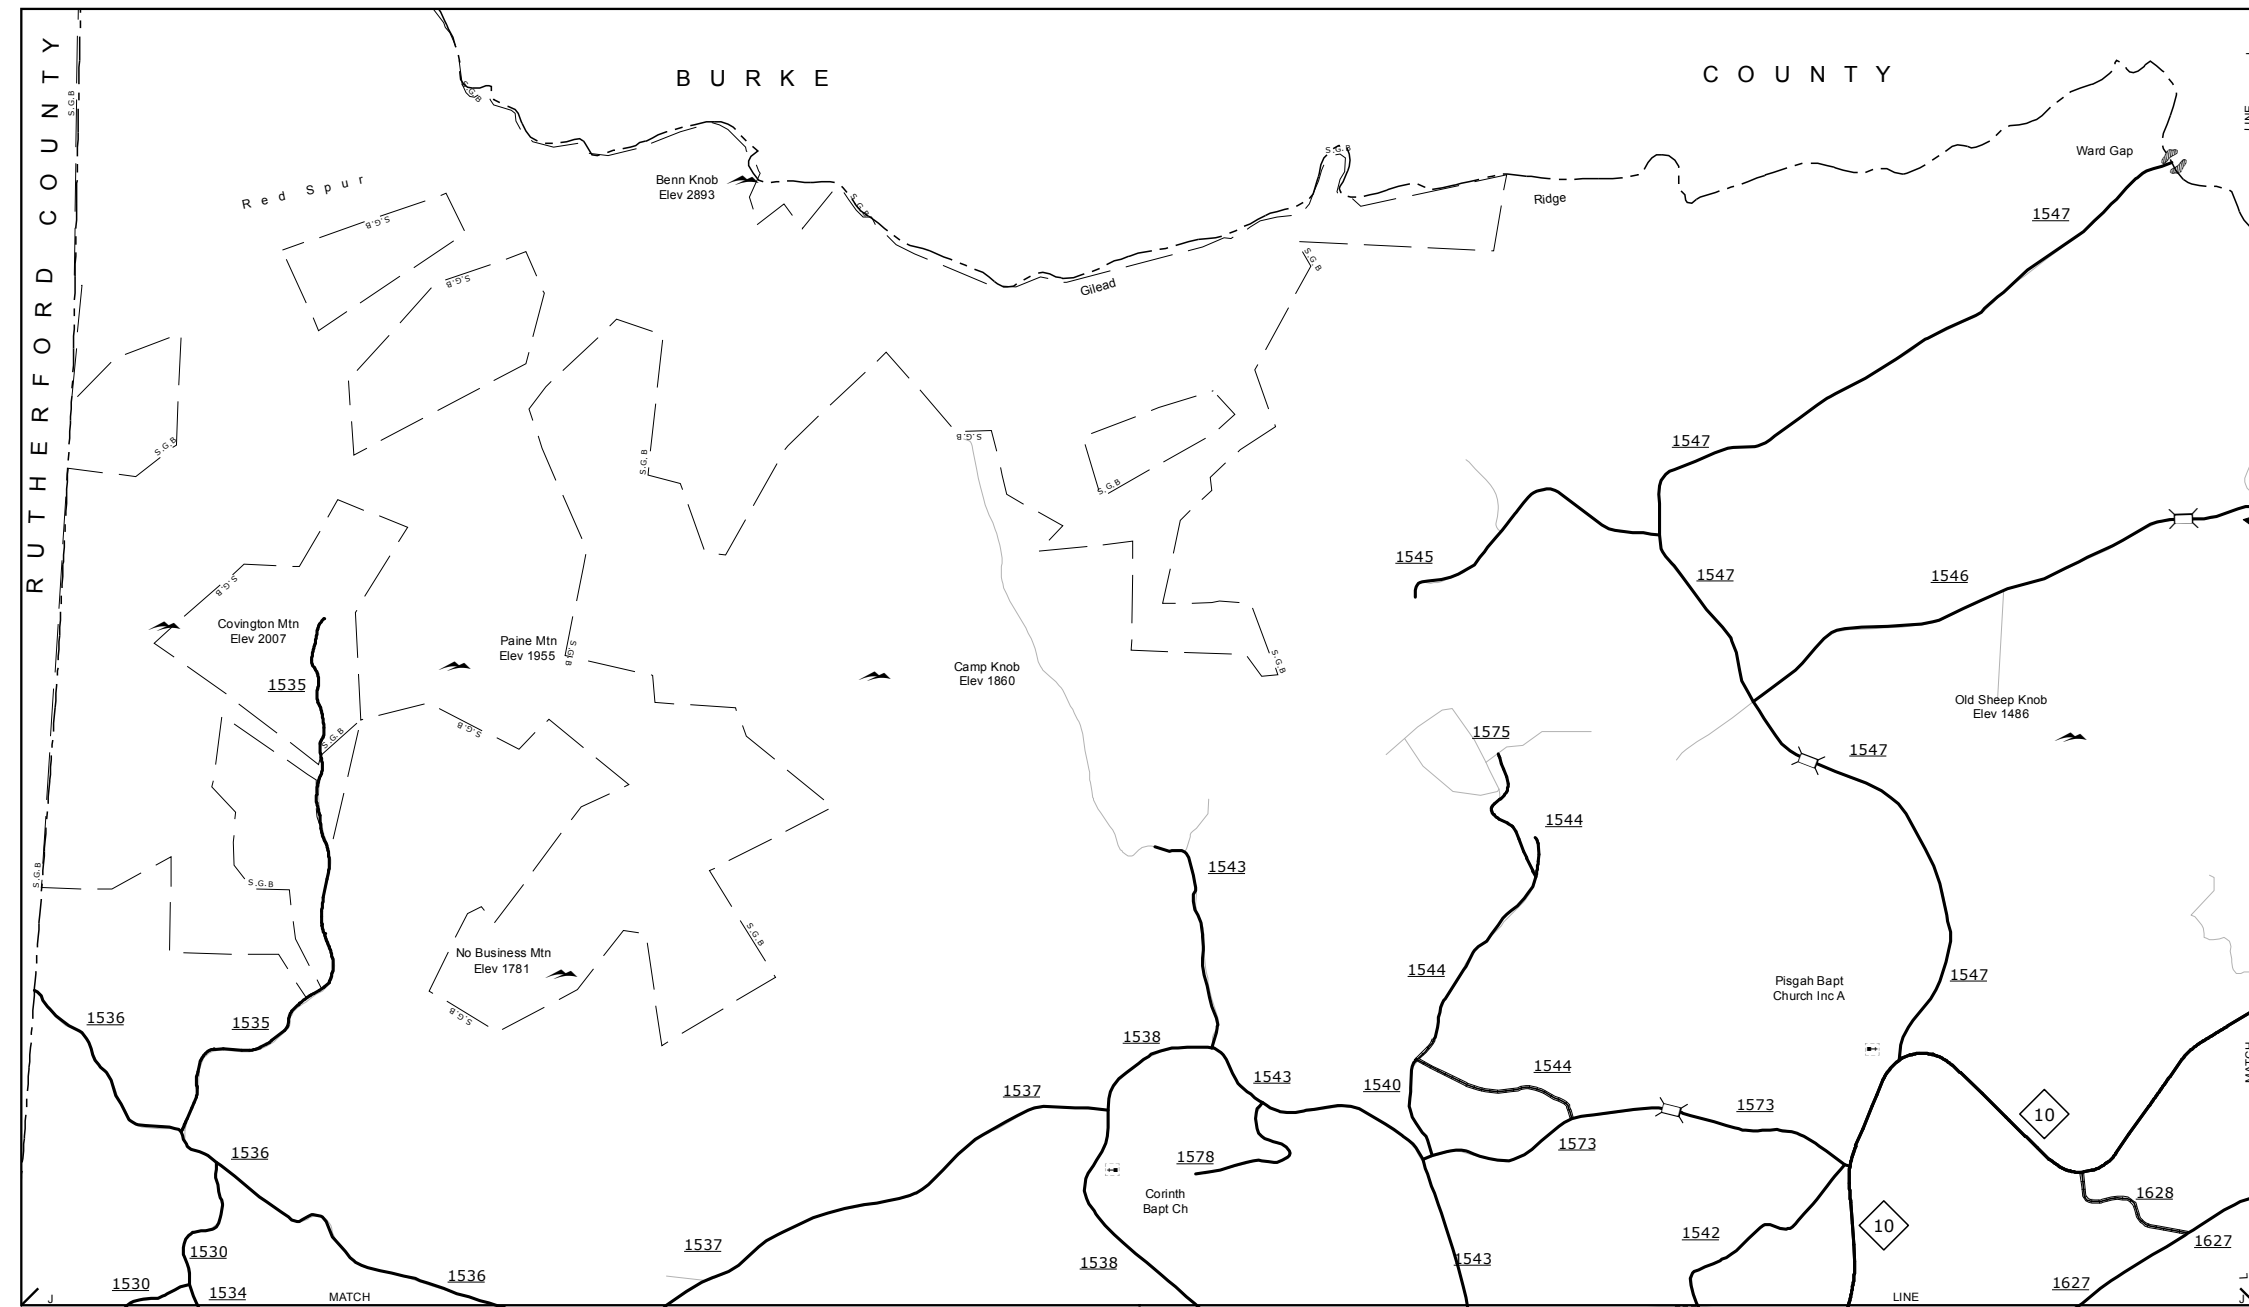 BURKE
COUNTY
RUTHERFORD COUNTY
S.G.B
S.G.B
LINE
Ward Gap
S.G.B
Benn Knob
Elev 2893
Red Spur
Ridge
S.G.B
S.G.B
1547
S.G.B
S.G.B
Gilead
1547
S.G.B
S.G.B
S.G.B
S.G.B
1545
1547
1546
S.G.B
Covington Mtn
Elev 2007
Paine Mtn
Elev 1955
S.G.B
Camp Knob
Elev 1860
S.G.B
1535
Old Sheep Knob
Elev 1486
S.G.B
S.G.B
1575
1547
1544
1543
S.G.B
S.G.B
S.G.B
No Business Mtn
Elev 1781
1544
1547
Pisgah Bapt
Church Inc A
S.G.B
1536
1535
1538
MATCH
1544
1543
1540
1537
1573
10
1573
1536
1578
Corinth
Bapt Ch
1628
10
1542
1627
1530
1537
1543
1538
1536
1530
1534
1627
MATCH
LINE
J
J
L